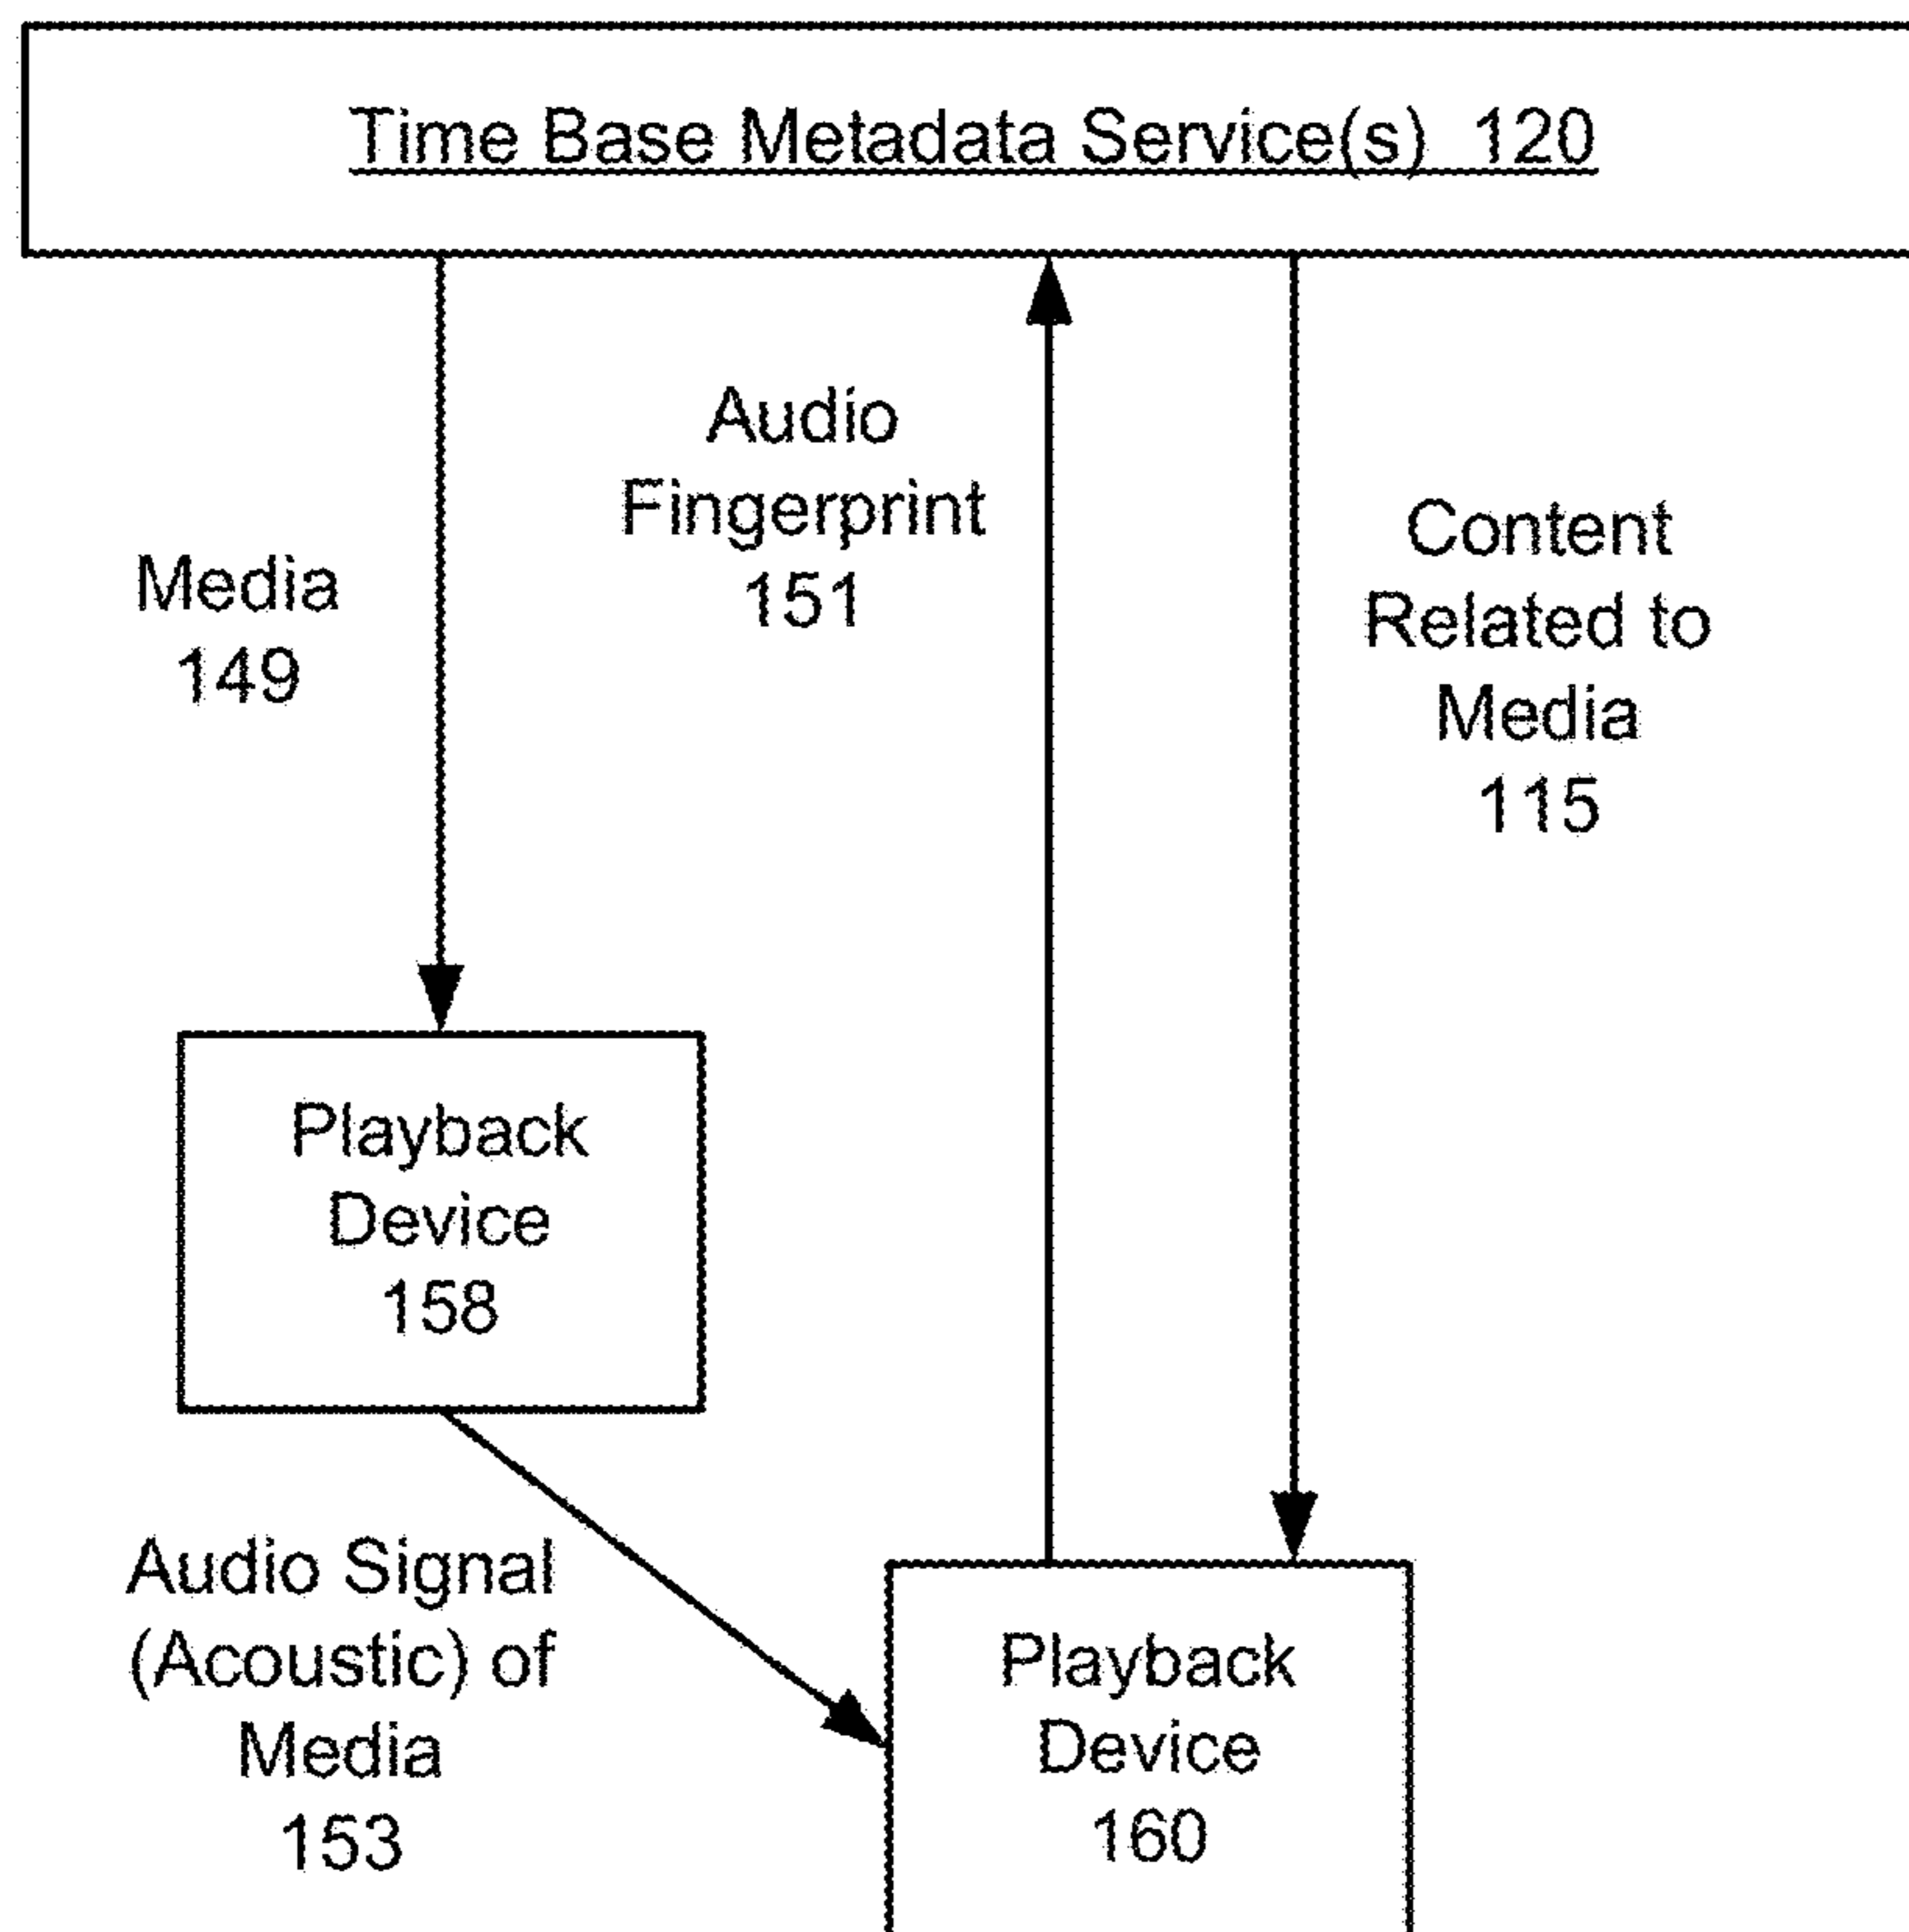 Time Base Metadata Service(s) 120
Audio
Fingerprint
151
Content
Related to
Media
115
Media
149
Playback
Device
158
Audio Signal
(Acoustic) of
Media
153
Playback
Device
160